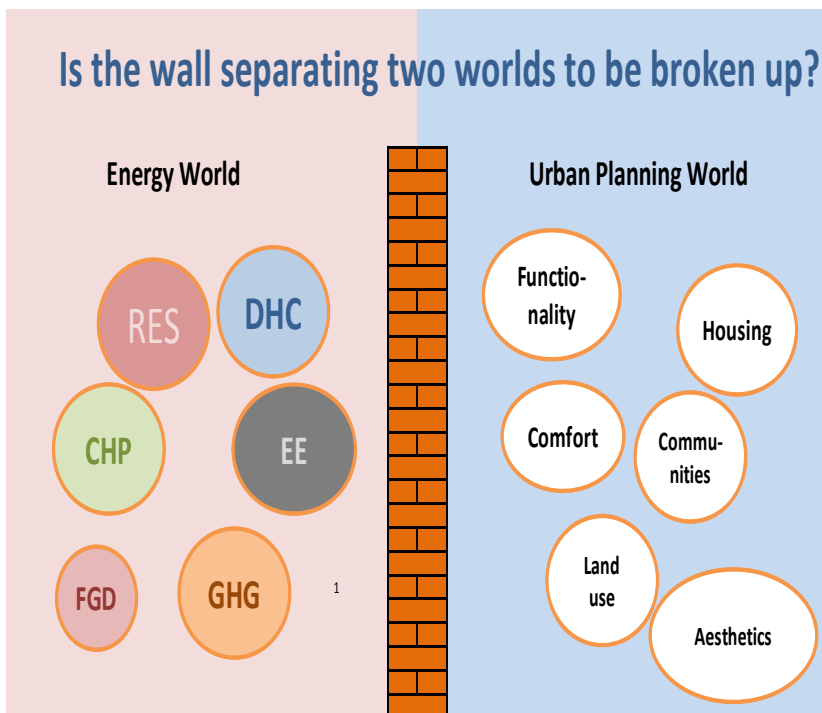 Is the wall separating two worlds to be broken up?
Energy World
Urban Planning World
RES
DHC
CHP
EE
FGD
GHG
1
Functio-
nality
Housing
Comfort
Commu-
nities
Land
use
Aesthetics